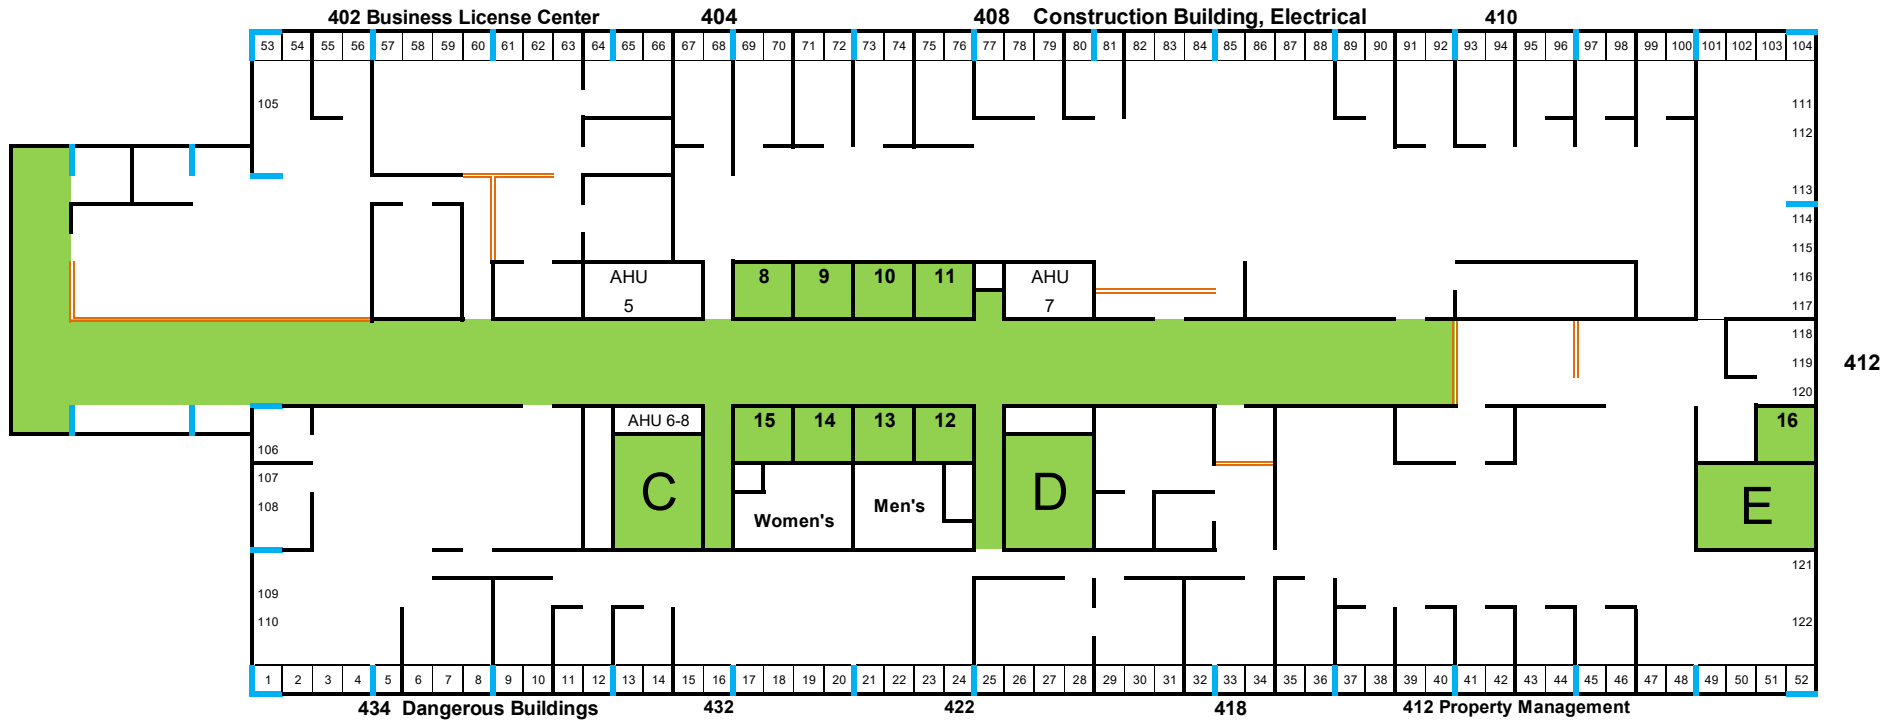 402 Business License Center 404 408 Construction Building, Electrical 410
53 54 55 56 57 58 59 60 61 62 63 64 65 66 67 68 69 70 71 72 73 74 75 76 77 78 79 80 81 82 83 84 85 86 87 88 89 90 91 92 93 94 95 96 97 98 99 100 101 102 103 104
105 111
112
113
114
115
AHU 8 9 10 11 AHU 116
5 7 117
118
119 412
120
AHU 6-8 15 14 13 12 16
106
107
C D E
108 Men's
Women's
121
109
110 122
1 2 3 4 5 6 7 8 9 10 11 12 13 14 15 16 17 18 19 20 21 22 23 24 25 26 27 28 29 30 31 32 33 34 35 36 37 38 39 40 41 42 43 44 45 46 47 48 49 50 51 52
434 Dangerous Buildings 432 422 418 412 Property Management